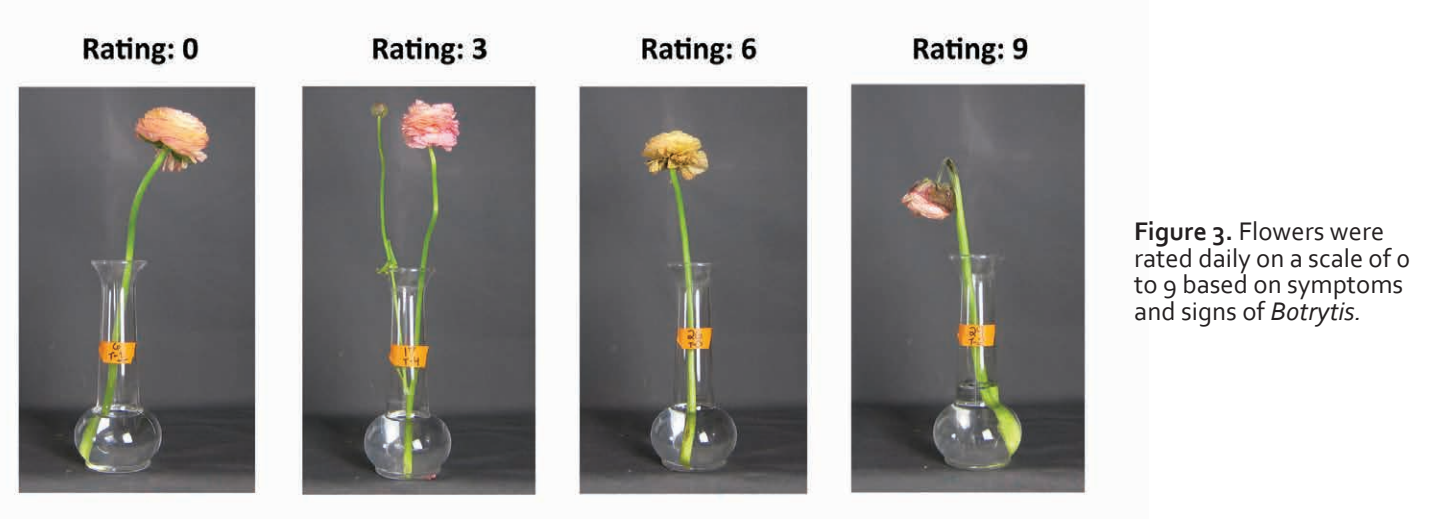 Rating: 0
Rating: 3
Rating: 6
Rating: 9
Figure 3. Flowers were
rated daily on a scale of 0
to 9 based on symptoms
and signs of Botrytis.